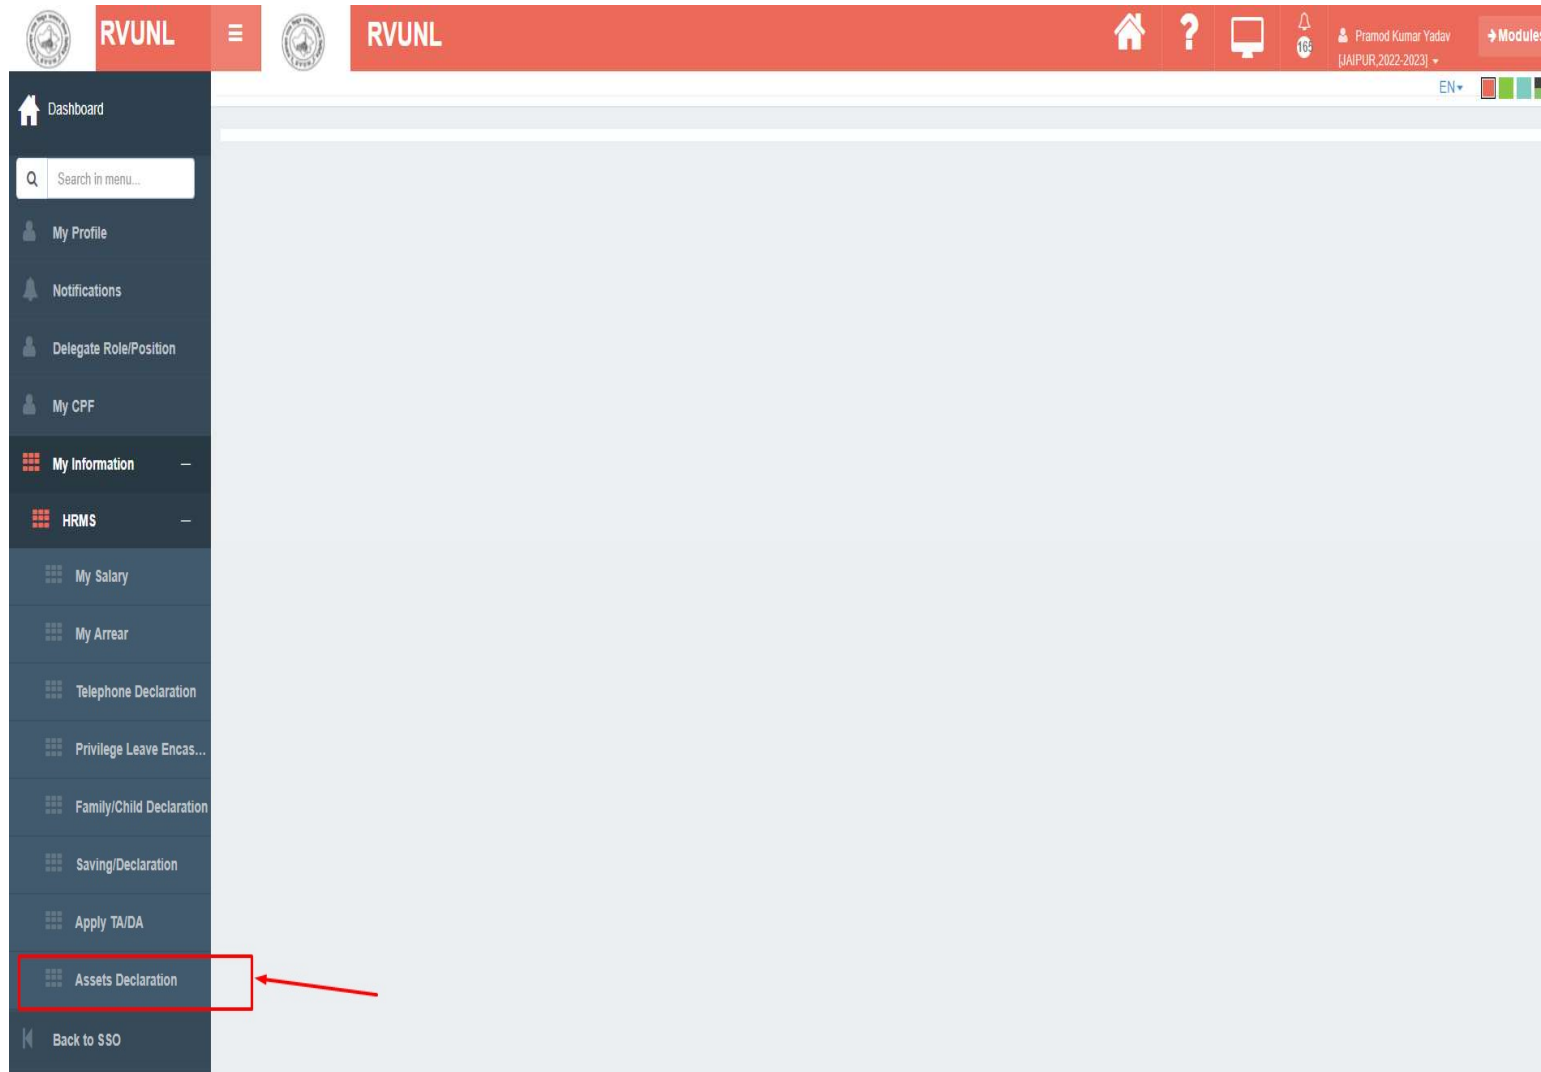 RVUNL
RVUNL
165
Pramod Kumar Yadav
[JAIPUR,2022-2023]
Modules
EN
Dashboard
Search in menu...
My Profile
Notifications
Delegate Role/Position
My CPF
My Information
HRMS
My Salary
My Arrear
Telephone Declaration
Privilege Leave Encas...
Family/Child Declaration
Saving/Declaration
Apply TA/DA
Assets Declaration
Back to SSO